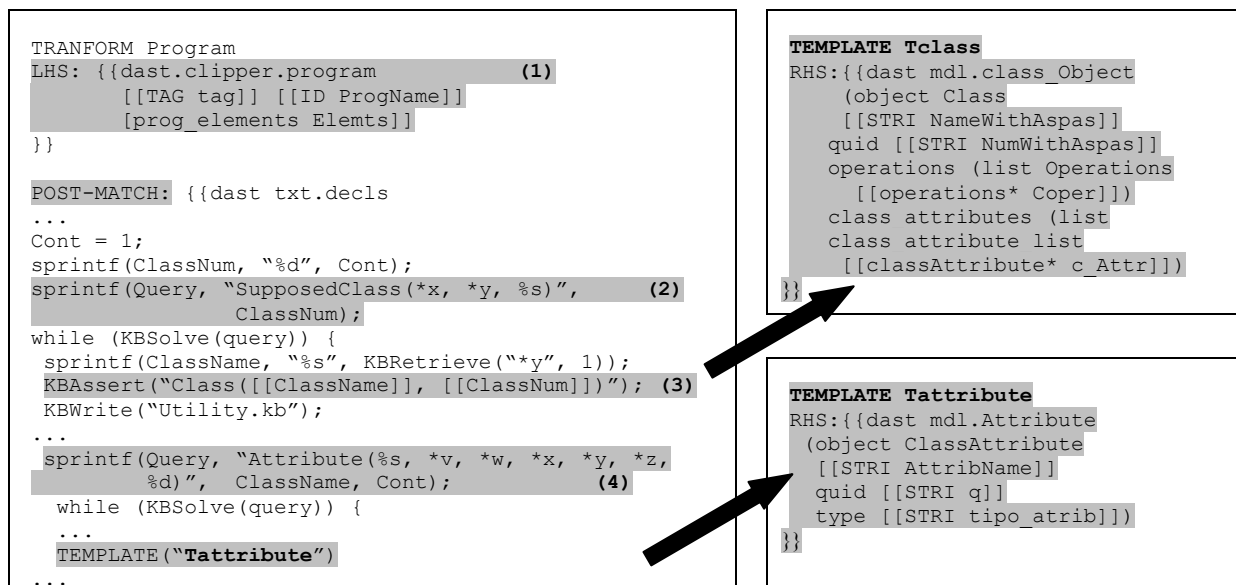 TRANFORM Program
LHS: {{dast.clipper.program (1)
[[TAG tag]] [[ID ProgName]]
[prog_elements Elemts]]
}}
POST-MATCH: {{dast txt.decls
...
Cont = 1;
sprintf(ClassNum, “%d”, Cont);
sprintf(Query, “SupposedClass(*x, *y, %s)”, (2)
ClassNum);
while (KBSolve(query)) {
sprintf(ClassName, “%s”, KBRetrieve(“*y”, 1));
KBAssert(“Class([[ClassName]], [[ClassNum]])”); (3)
KBWrite(“Utility.kb”);
...
sprintf(Query, “Attribute(%s, *v, *w, *x, *y, *z,
%d)”, ClassName, Cont); (4)
while (KBSolve(query)) {
...
TEMPLATE(“Tattribute”)
...
TEMPLATE Tclass
RHS:{{dast mdl.class_Object
(object Class
[[STRI NameWithAspas]]
quid [[STRI NumWithAspas]]
operations (list Operations
[[operations* Coper]])
class attributes (list
class attribute list
[[classAttribute* c_Attr]])
}}
TEMPLATE Tattribute
RHS:{{dast mdl.Attribute
(object ClassAttribute
[[STRI AttribName]]
quid [[STRI q]]
type [[STRI tipo_atrib]])
}}